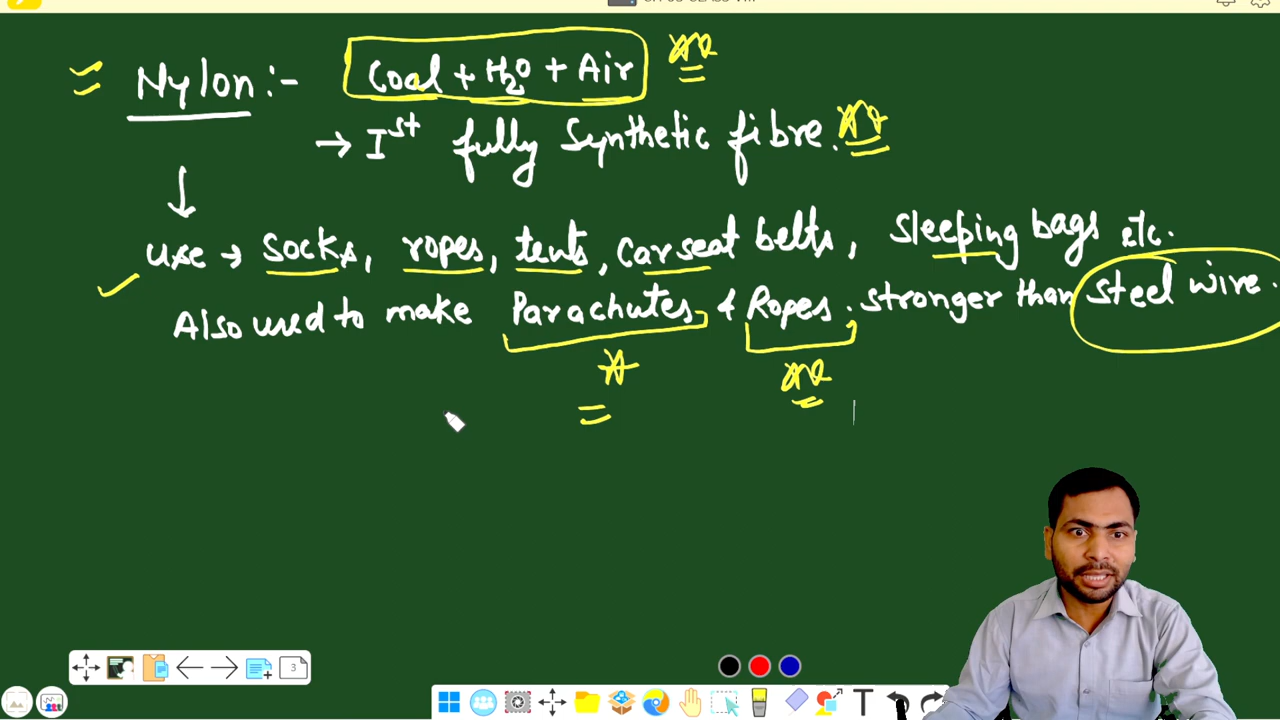 Nylon:- Coal + H2O + Air
→ Ist fully Synthetic fibre.
use → socks, ropes, tents, car seat belts, sleeping bags etc.
Also used to make Parachutes & Ropes. stronger than steel wire.
3